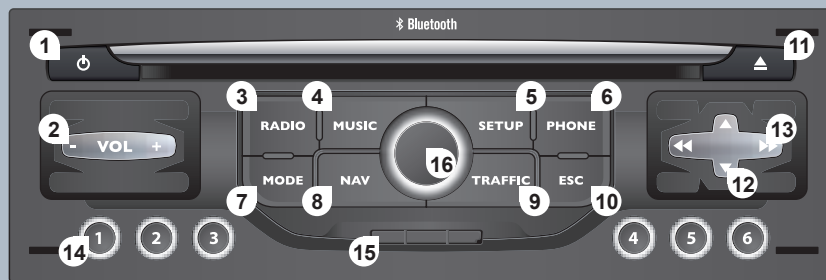 Bluetooth
1
11
3
4
5
6
RADIO
MUSIC
SETUP
PHONE
2
- VOL +
13
16
12
MODE
NAV
TRAFFIC
ESC
7
8
9
10
14
1
2
3
15
4
5
6